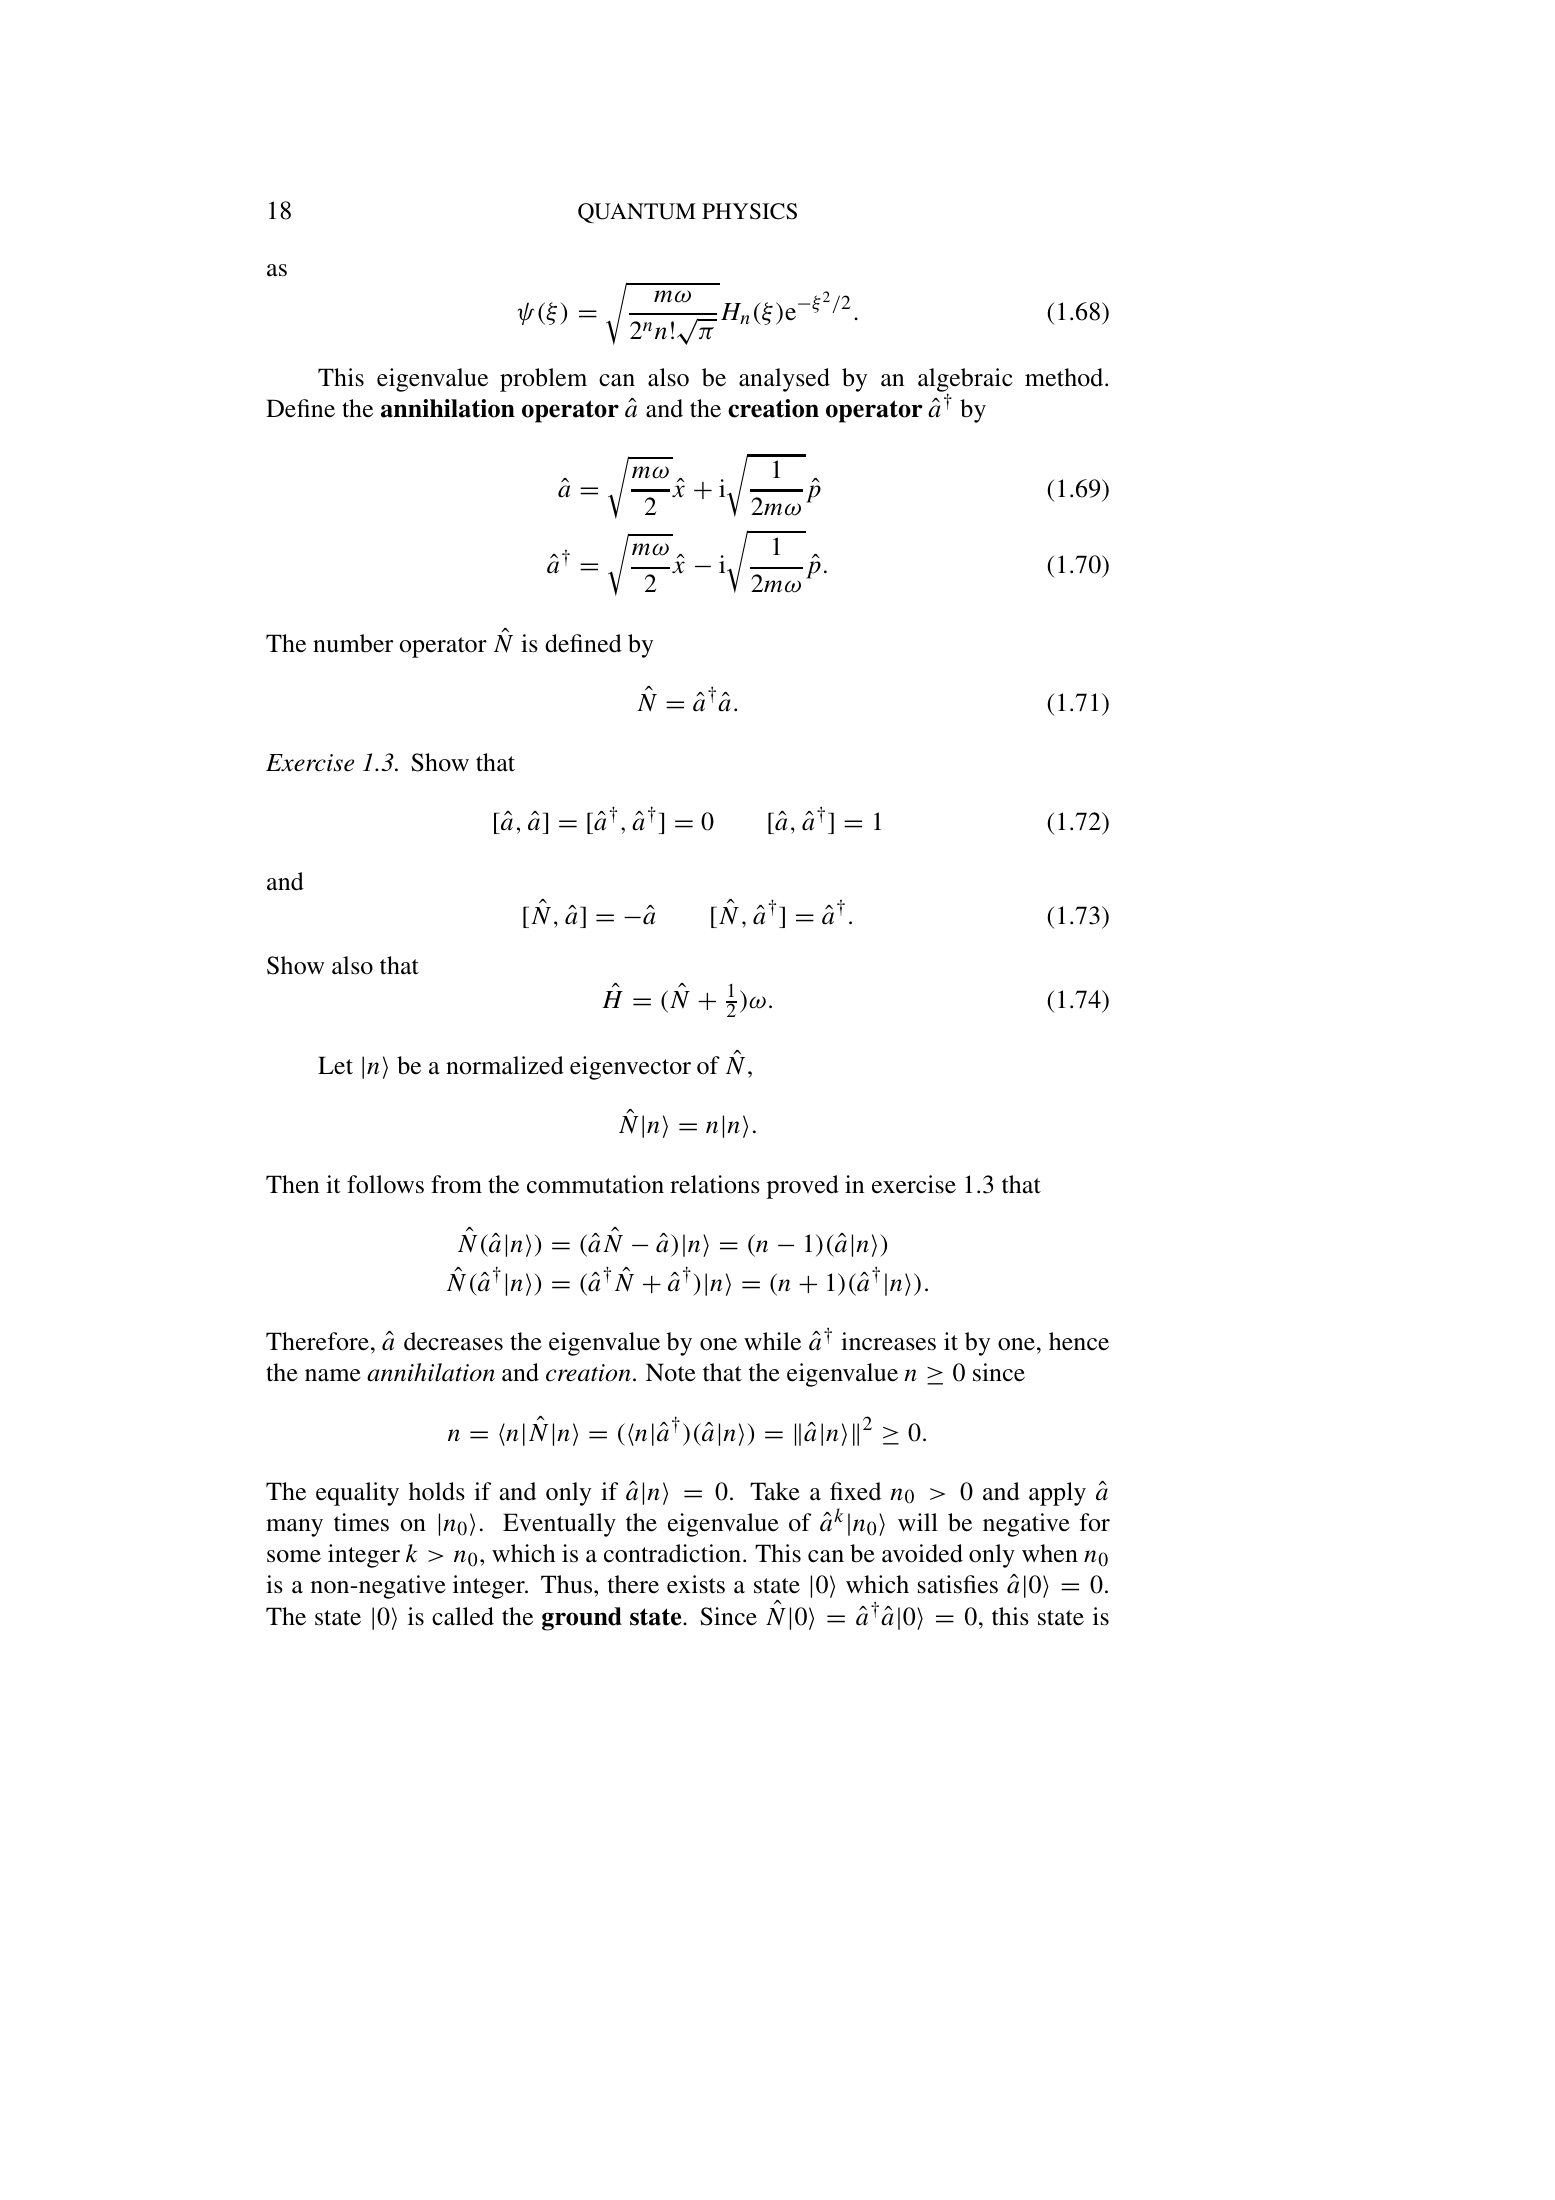 18 QUANTUM PHYSICS
as
ψ(ξ) = √(mω / 2ⁿn!√π) Hₙ(ξ)e^{−ξ²/2}. (1.68)
This eigenvalue problem can also be analysed by an algebraic method.
Define the annihilation operator â and the creation operator ↠by
â = √(mω/2) x̂ + i√(1/2mω) p̂ (1.69)
↠= √(mω/2) x̂ − i√(1/2mω) p̂. (1.70)
The number operator N̂ is defined by
N̂ = â†â. (1.71)
Exercise 1.3. Show that
[â, â] = [â†, â†] = 0 [â, â†] = 1 (1.72)
and
[N̂, â] = −â [N̂, â†] = â†. (1.73)
Show also that
Ĥ = (N̂ + ½)ω. (1.74)
Let |n⟩ be a normalized eigenvector of N̂,
N̂|n⟩ = n|n⟩.
Then it follows from the commutation relations proved in exercise 1.3 that
N̂(â|n⟩) = (âN̂ − â)|n⟩ = (n − 1)(â|n⟩)
N̂(â†|n⟩) = (â†N̂ + â†)|n⟩ = (n + 1)(â†|n⟩).
Therefore, â decreases the eigenvalue by one while ↠increases it by one, hence
the name annihilation and creation. Note that the eigenvalue n ≥ 0 since
n = ⟨n|N̂|n⟩ = (⟨n|â†)(â|n⟩) = ‖â|n⟩‖² ≥ 0.
The equality holds if and only if â|n⟩ = 0. Take a fixed n₀ > 0 and apply â
many times on |n₀⟩. Eventually the eigenvalue of âᵏ|n₀⟩ will be negative for
some integer k > n₀, which is a contradiction. This can be avoided only when n₀
is a non-negative integer. Thus, there exists a state |0⟩ which satisfies â|0⟩ = 0.
The state |0⟩ is called the ground state. Since N̂|0⟩ = â†â|0⟩ = 0, this state is